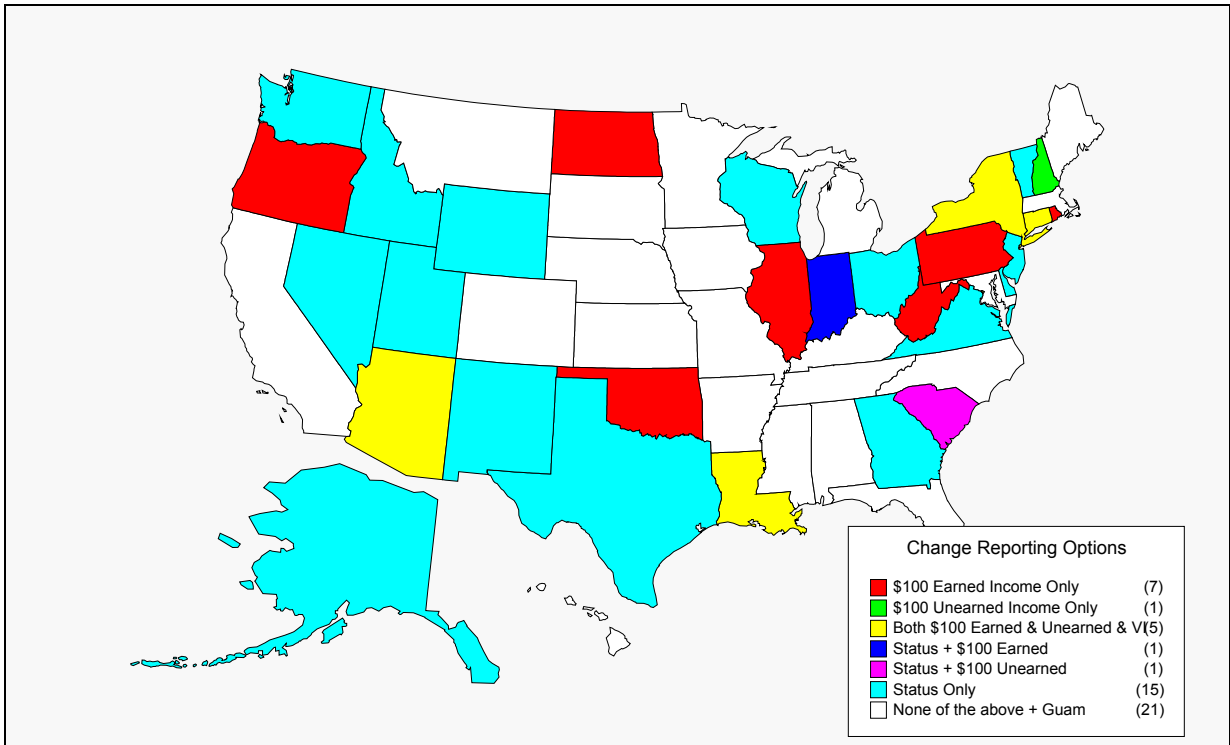 Change Reporting Options
$100 Earned Income Only (7)
$100 Unearned Income Only (1)
Both $100 Earned & Unearned & VI (5)
Status + $100 Earned (1)
Status + $100 Unearned (1)
Status Only (15)
None of the above + Guam (21)